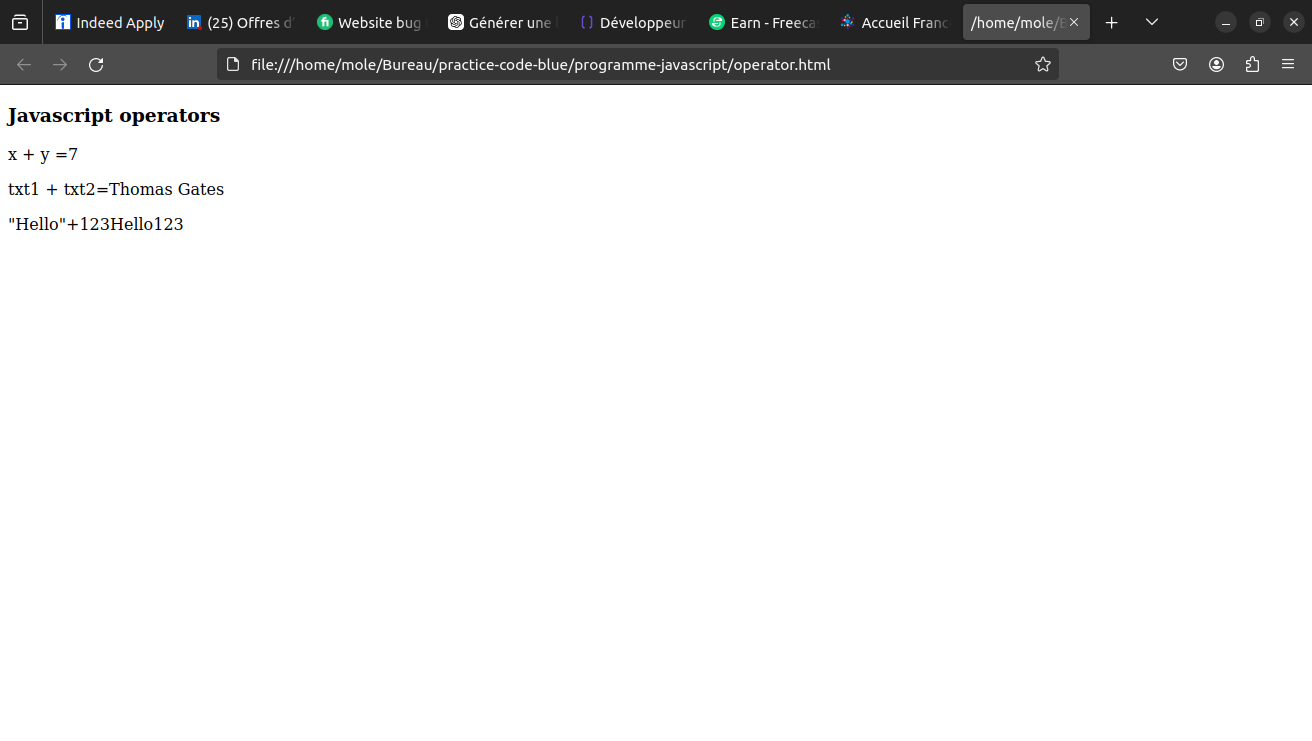 Indeed Apply
(25) Offres d'
Website bug
Générer une
Développeur
Earn - Freeca
Accueil Franc
/home/mole/B
file:///home/mole/Bureau/practice-code-blue/programme-javascript/operator.html
Javascript operators
x + y =7
txt1 + txt2=Thomas Gates
"Hello"+123Hello123